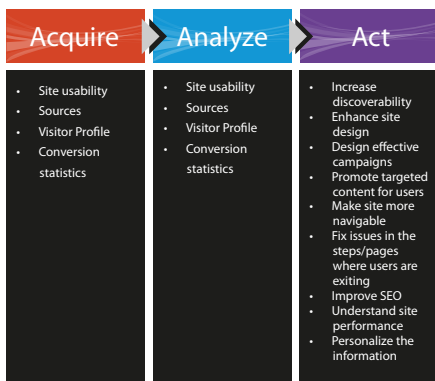 Acquire
• Site usability
• Sources
• Visitor Profile
• Conversion
statistics
Analyze
• Site usability
• Sources
• Visitor Profile
• Conversion
statistics
Act
• Increase
discoverability
• Enhance site
design
• Design effective
campaigns
• Promote targeted
content for users
• Make site more
navigable
• Fix issues in the
steps/pages
where users are
exiting
• Improve SEO
• Understand site
performance
• Personalize the
information